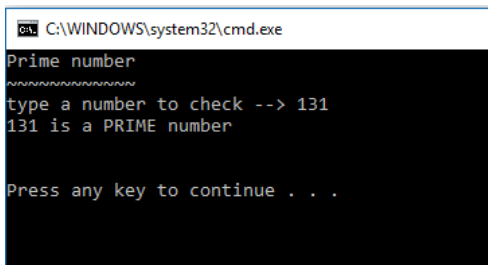 C:\WINDOWS\system32\cmd.exe
Prime number
~~~~~~~~~~~~
type a number to check --> 131
131 is a PRIME number
Press any key to continue . . .